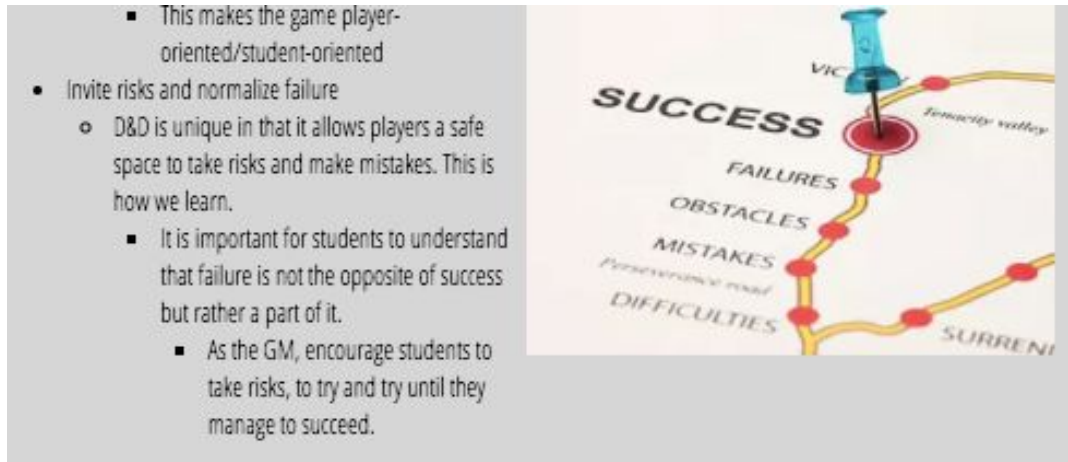 This makes the game player-
oriented/student-oriented
Invite risks and normalize failure
D&D is unique in that it allows players a safe
space to take risks and make mistakes. This is
how we learn.
It is important for students to understand
that failure is not the opposite of success
but rather a part of it.
As the GM, encourage students to
take risks, to try and try until they
manage to succeed.
SUCCESS
Tenacity valley
FAILURES
OBSTACLES
MISTAKES
Perseverance road
DIFFICULTIES